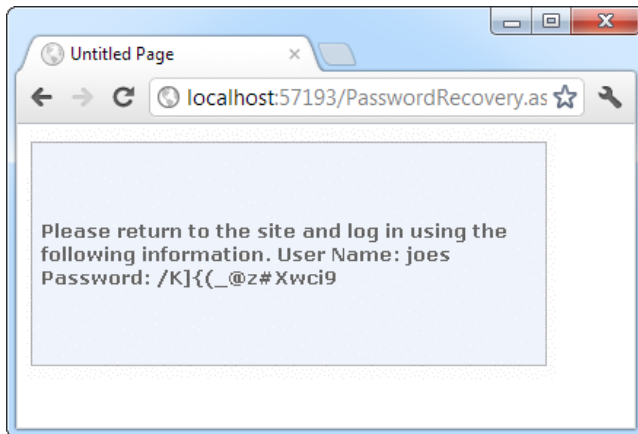 Untitled Page
localhost:57193/PasswordRecovery.as
Please return to the site and log in using the
following information. User Name: joes
Password: /K]{(_@z#Xwci9